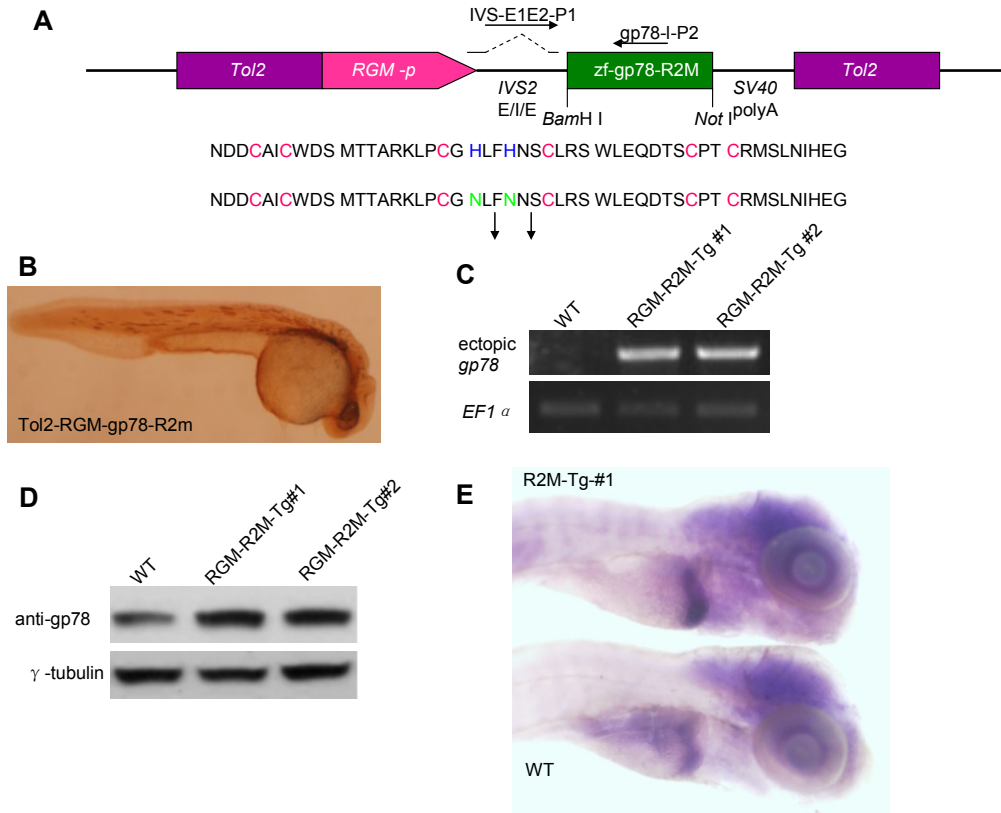 A
IVS-E1E2-P1
gp78-I-P2
Tol2
RGM -p
zf-gp78-R2M
Tol2
IVS2
E/I/E
SV40
polyA
BamH I
Not I
NDDCAICWDS MTTARKLPCG HLFHNSCLRS WLEQDTSCPT CRMSLNIHEG
NDDCAICWDS MTTARKLPCG NLFNNSCLRS WLEQDTSCPT CRMSLNIHEG
B
Tol2-RGM-gp78-R2m
C
WT
RGM-R2M-Tg #1
RGM-R2M-Tg #2
ectopic
gp78
EF1 α
D
WT
RGM-R2M-Tg#1
RGM-R2M-Tg#2
anti-gp78
γ -tubulin
E
R2M-Tg-#1
WT